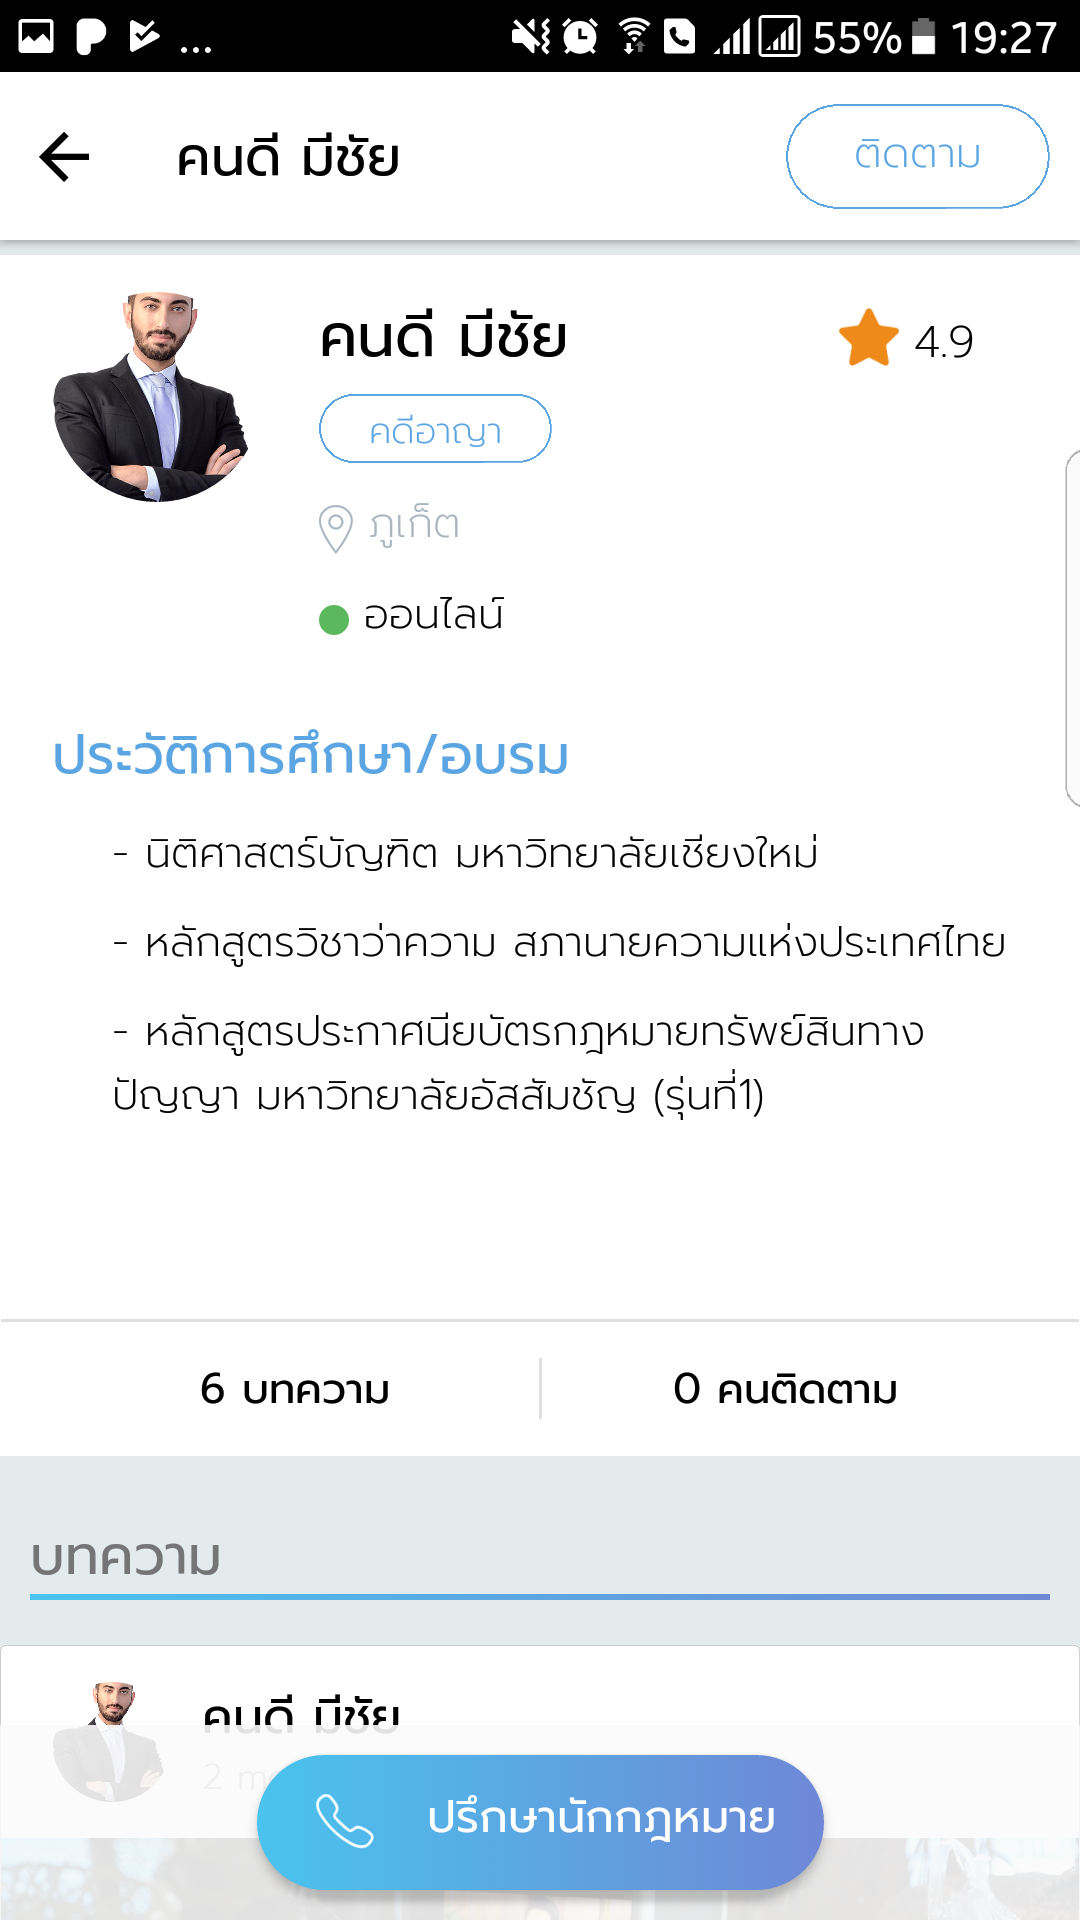 ... 55% 19:27
คนดี มีชัย
ติดตาม
คนดี มีชัย
4.9
คดีอาญา
ภูเก็ต
ออนไลน์
ประวัติการศึกษา/อบรม
- นิติศาสตร์บัญฑิต มหาวิทยาลัยเชียงใหม่
- หลักสูตรวิชาว่าความ สภานายความแห่งประเทศไทย
- หลักสูตรประกาศนียบัตรกฎหมายทรัพย์สินทาง
ปัญญา มหาวิทยาลัยอัสสัมชัญ (รุ่นที่1)
6 บทความ
0 คนติดตาม
บทความ
คนดี มีชัย
2
ปรึกษานักกฎหมาย